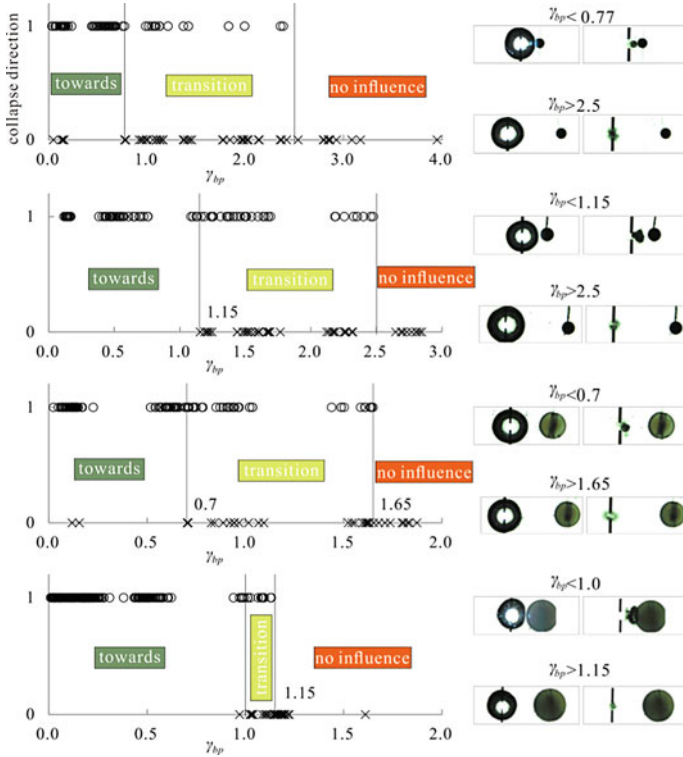 collapse direction
1
towards
transition
no influence
0
0.0 1.0 2.0 3.0 4.0
γbp
γbp<0.77
γbp>2.5
1
towards
transition
no influence
1.15
0
0.0 0.5 1.0 1.5 2.0 2.5 3.0
γbp
γbp<1.15
γbp>2.5
1
towards
transition
no influence
0.7
1.65
0
0.0 0.5 1.0 1.5 2.0
γbp
γbp<0.7
γbp>1.65
1
towards
transition
no influence
1.15
0
0.0 0.5 1.0 1.5 2.0
γbp
γbp<1.0
γbp>1.15